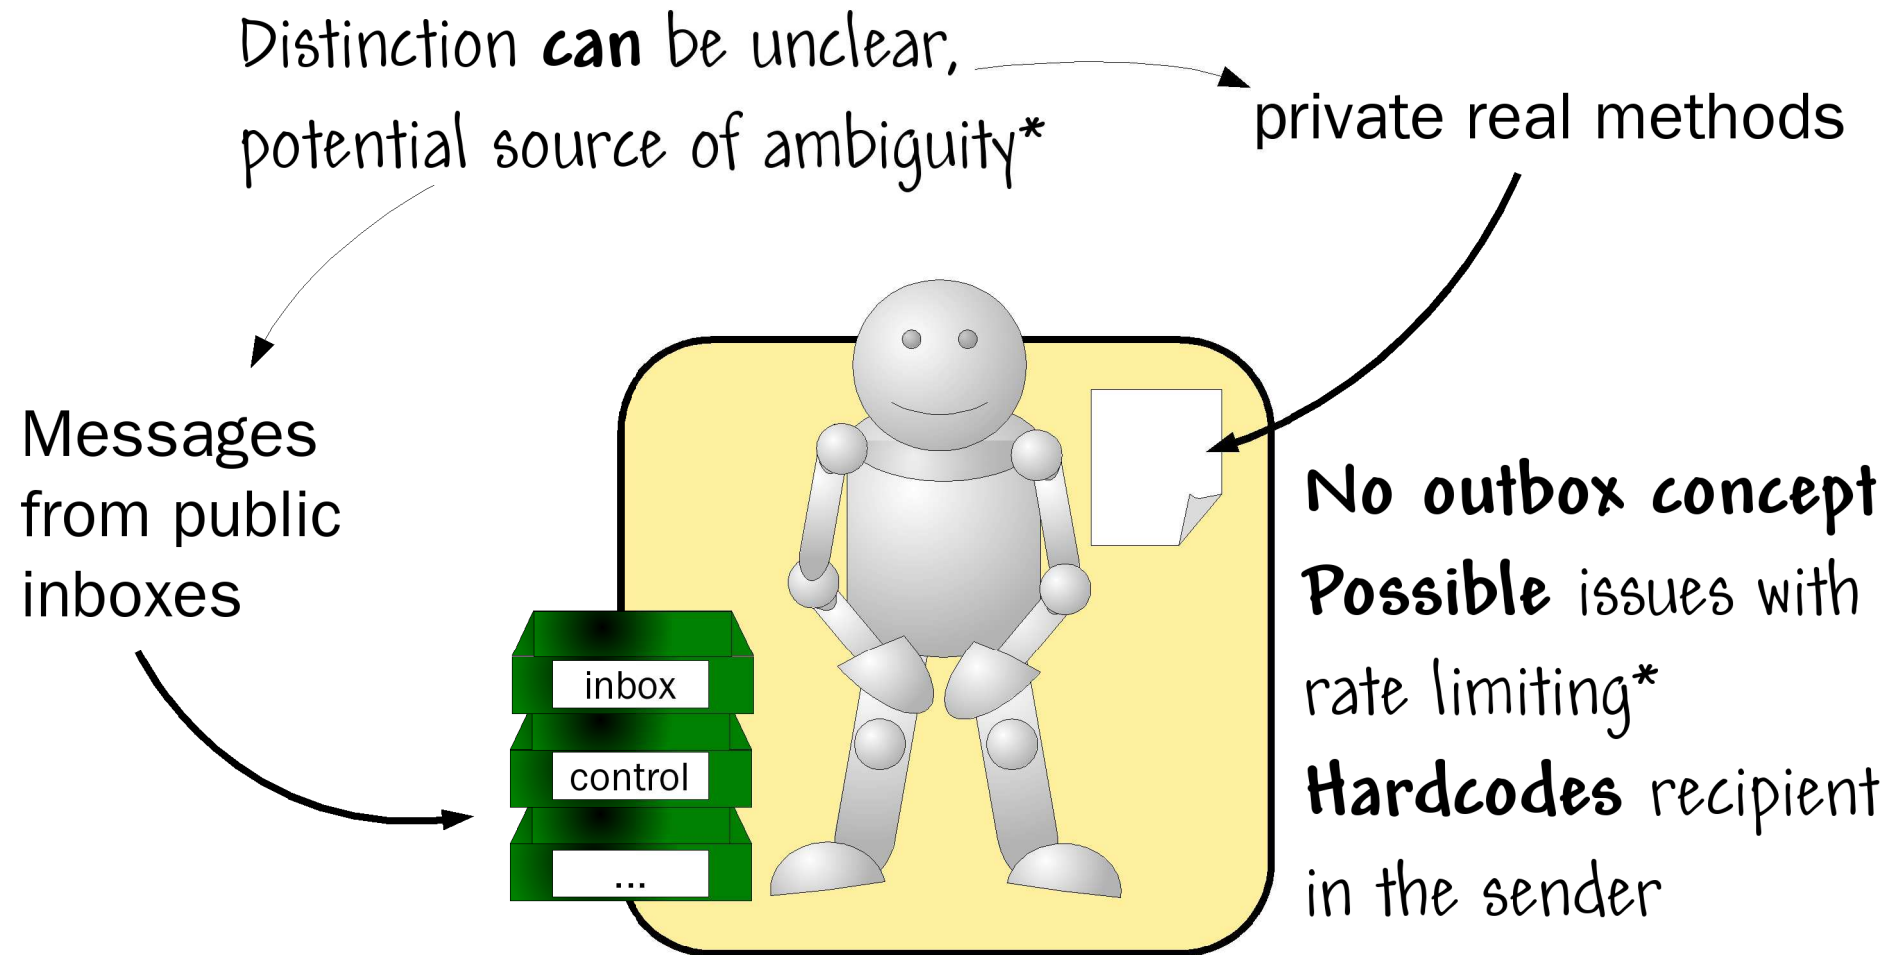 Distinction can be unclear,
potential source of ambiguity*
private real methods
Messages
from public
inboxes
inbox
control
...
No outbox concept
Possible issues with
rate limiting*
Hardcodes recipient
in the sender